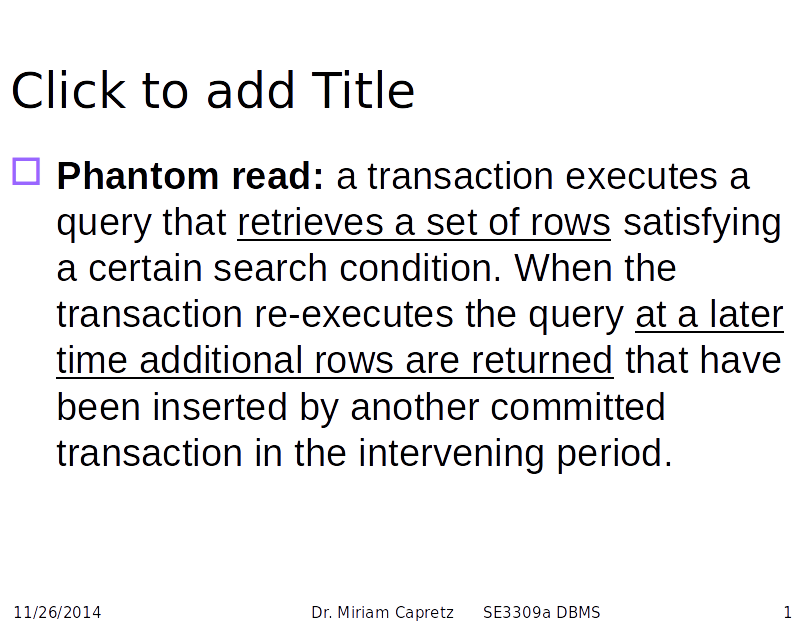 Click to add Title
Phantom read: a transaction executes a
query that retrieves a set of rows satisfying
a certain search condition. When the
transaction re-executes the query at a later
time additional rows are returned that have
been inserted by another committed
transaction in the intervening period.
11/26/2014 Dr. Miriam Capretz SE3309a DBMS 1